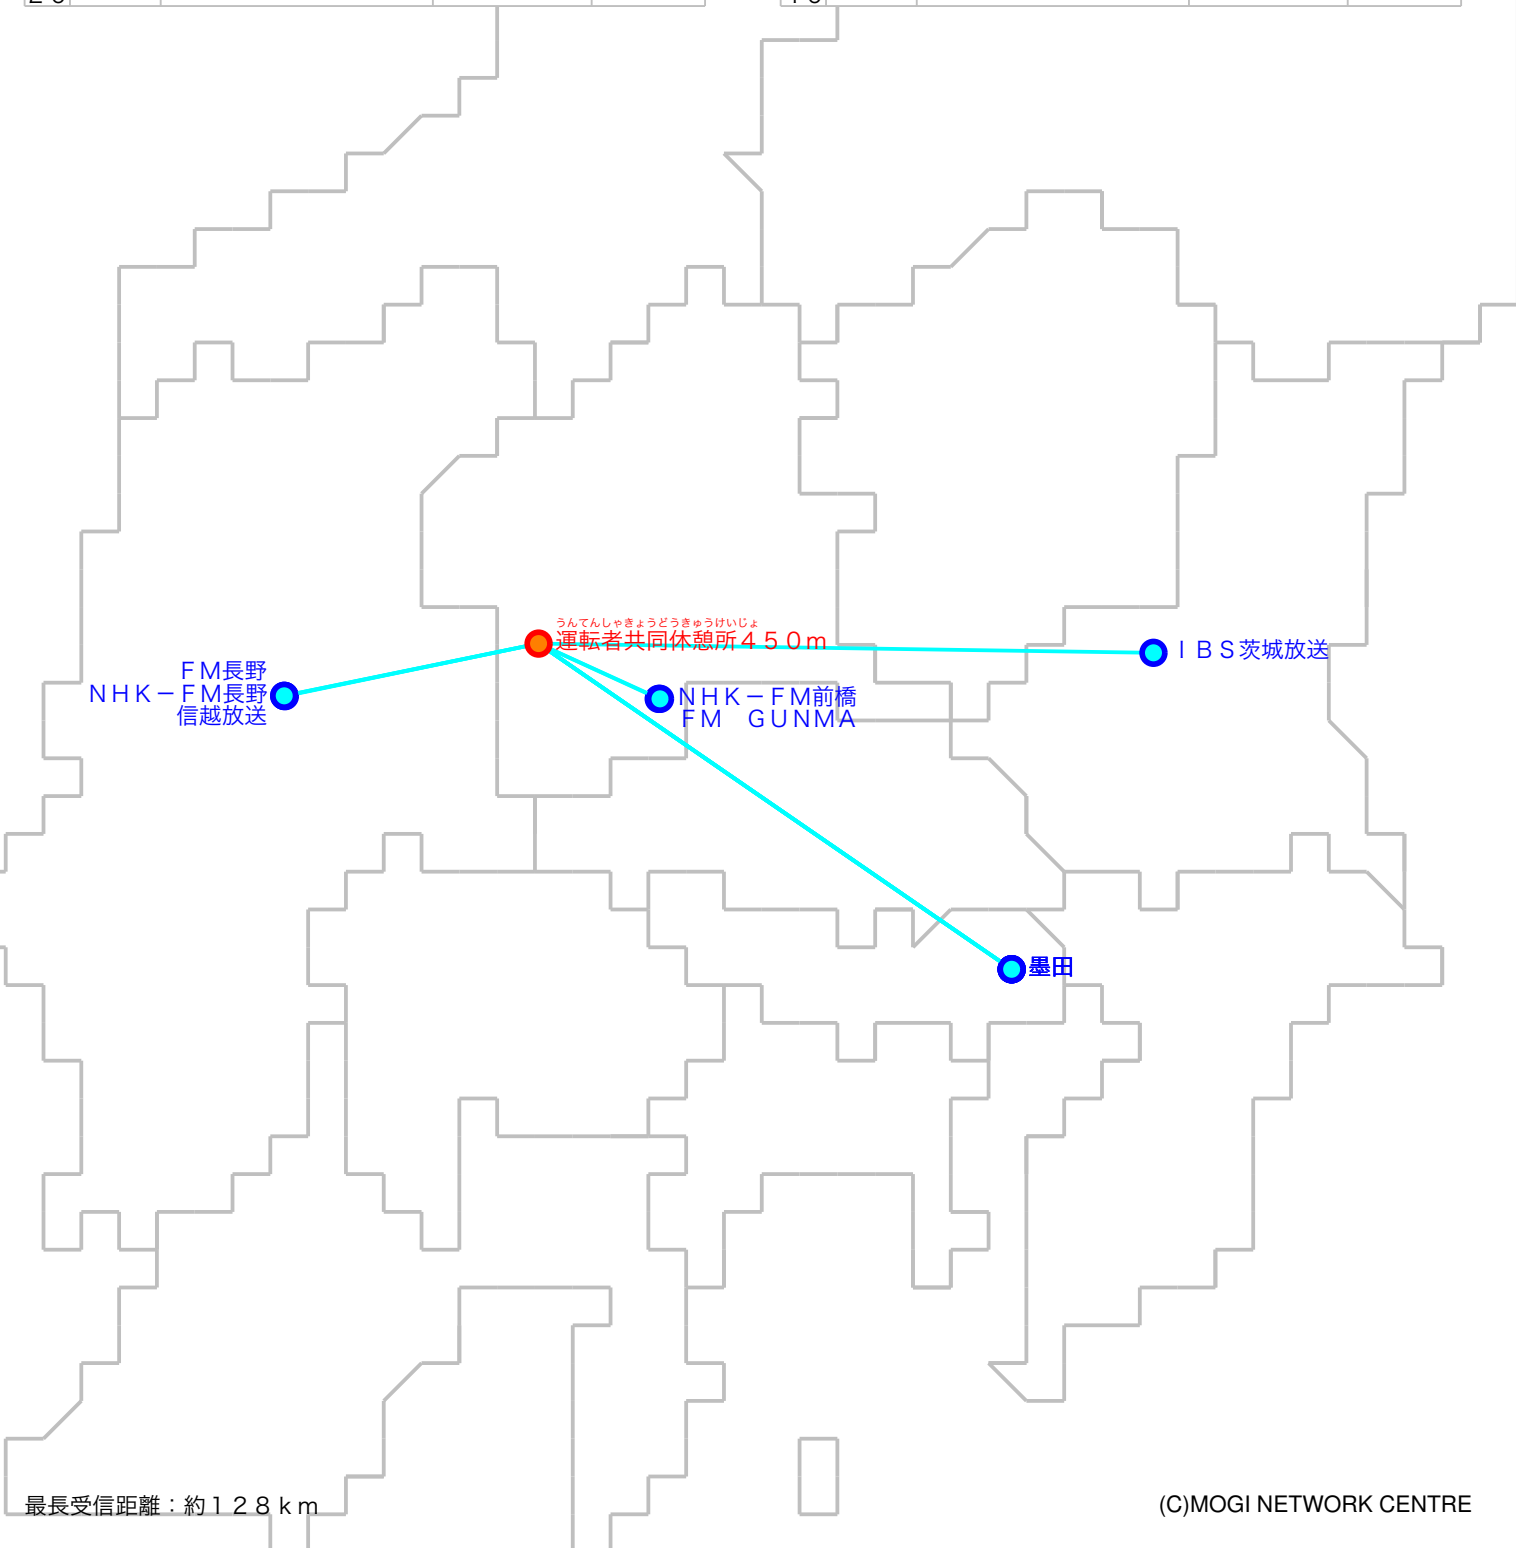 うんてんしゃきょうどうきゅうけいじょ
運転者共同休憩所４５０ｍ
ＩＢＳ茨城放送
ＦＭ長野
ＮＨＫ－ＦＭ長野
信越放送
ＮＨＫ－ＦＭ前橋
ＦＭ　ＧＵＮＭＡ
墨田
最長受信距離：約１２８ｋｍ
(C)MOGI NETWORK CENTRE